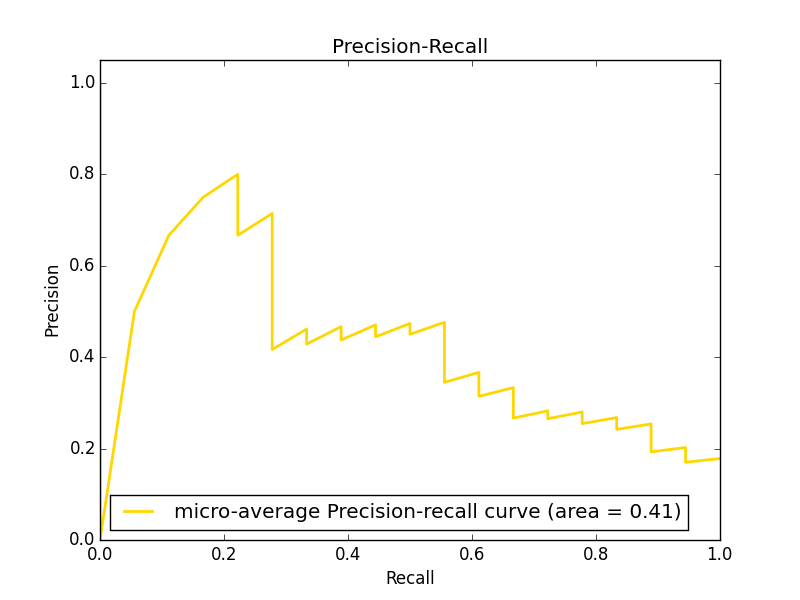 Precision-Recall
1.0
0.8
0.6
0.4
0.2
0.0
Precision
micro-average Precision-recall curve (area = 0.41)
0.0 0.2 0.4 0.6 0.8 1.0
Recall